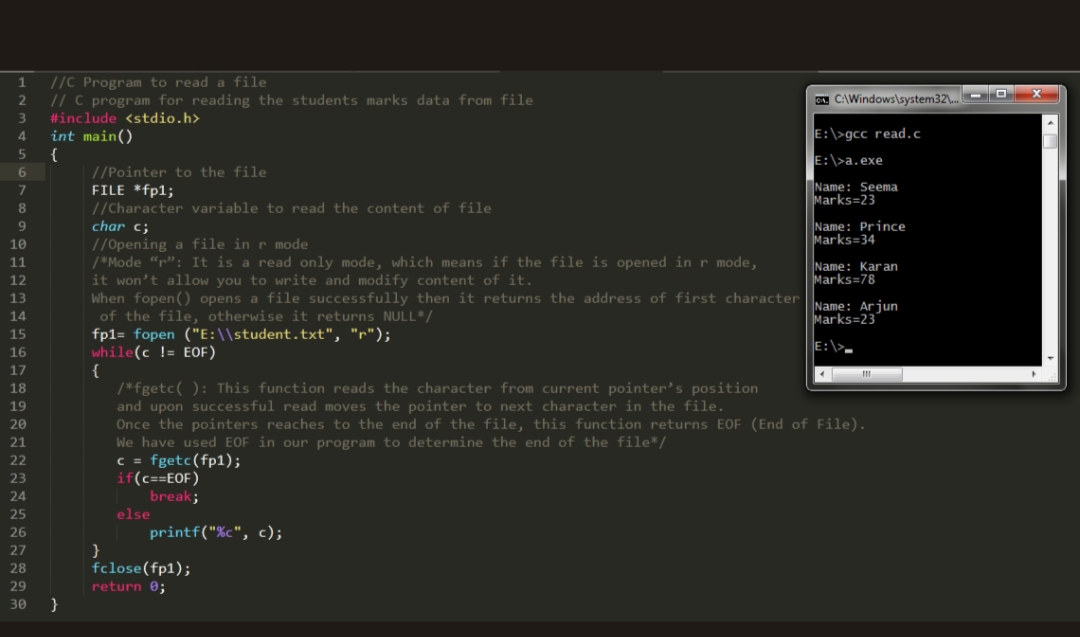 1 //C Program to read a file
2 // C program for reading the students marks data from file
3 #include <stdio.h>
4 int main()
5 {
6 //Pointer to the file
7 FILE *fp1;
8 //Character variable to read the content of file
9 char c;
10 //Opening a file in r mode
11 /*Mode “r”: It is a read only mode, which means if the file is opened in r mode,
12 it won’t allow you to write and modify content of it.
13 When fopen() opens a file successfully then it returns the address of first character
14 of the file, otherwise it returns NULL*/
15 fp1= fopen ("E:\\student.txt", "r");
16 while(c != EOF)
17 {
18 /*fgetc( ): This function reads the character from current pointer’s position
19 and upon successful read moves the pointer to next character in the file.
20 Once the pointers reaches to the end of the file, this function returns EOF (End of File).
21 We have used EOF in our program to determine the end of the file*/
22 c = fgetc(fp1);
23 if(c==EOF)
24 break;
25 else
26 printf("%c", c);
27 }
28 fclose(fp1);
29 return 0;
30 }
C:\Windows\system32\...
E:\>gcc read.c
E:\>a.exe
Name: Seema
Marks=23
Name: Prince
Marks=34
Name: Karan
Marks=78
Name: Arjun
Marks=23
E:\>_